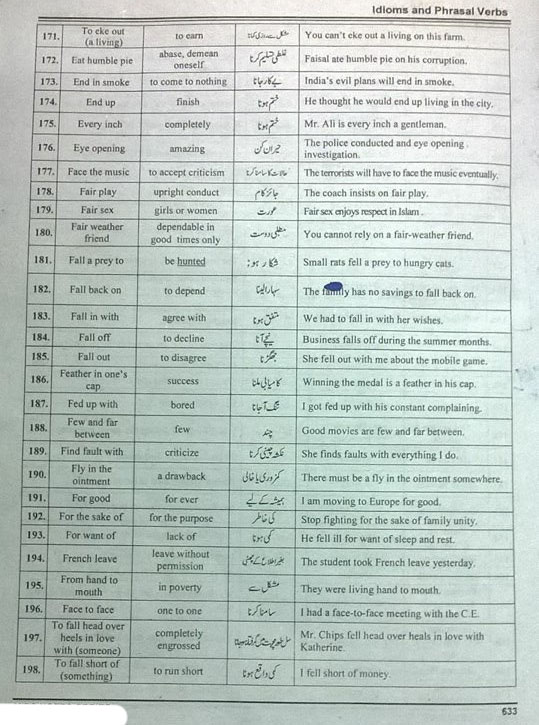 Idioms and Phrasal Verbs
171. To eke out (a living) to earn مشکل سے روزی کمانا You can't eke out a living on this farm.
172. Eat humble pie abase, demean oneself غلطی تسلیم کرنا Faisal ate humble pie on his corruption.
173. End in smoke to come to nothing بے کار جانا India's evil plans will end in smoke.
174. End up finish ختم ہونا He thought he would end up living in the city.
175. Every inch completely ختم ہونا Mr. Ali is every inch a gentleman.
176. Eye opening amazing حیران کن The police conducted and eye opening investigation.
177. Face the music to accept criticism حالات کا سامنا کرنا The terrorists will have to face the music eventually.
178. Fair play upright conduct جائز کام The coach insists on fair play.
179. Fair sex girls or women عورت Fair sex enjoys respect in Islam.
180. Fair weather friend dependable in good times only مطلبی دوست You cannot rely on a fair-weather friend.
181. Fall a prey to be hunted شکار ہونا Small rats fell a prey to hungry cats.
182. Fall back on to depend سہارا لینا The family has no savings to fall back on.
183. Fall in with agree with متفق ہونا We had to fall in with her wishes.
184. Fall off to decline نیچے آنا Business falls off during the summer months.
185. Fall out to disagree جھگڑنا She fell out with me about the mobile game.
186. Feather in one's cap success کامیابی ملنا Winning the medal is a feather in his cap.
187. Fed up with bored تنگ آ جانا I got fed up with his constant complaining.
188. Few and far between few چند Good movies are few and far between.
189. Find fault with criticize نکتہ چینی کرنا She finds faults with everything I do.
190. Fly in the ointment a drawback کمزوری یا خامی There must be a fly in the ointment somewhere.
191. For good for ever ہمیشہ کے لیے I am moving to Europe for good.
192. For the sake of for the purpose کی خاطر Stop fighting for the sake of family unity.
193. For want of lack of کمی ہونا He fell ill for want of sleep and rest.
194. French leave leave without permission بغیر اطلاع کے چھٹی The student took French leave yesterday.
195. From hand to mouth in poverty مشکل سے They were living hand to mouth.
196. Face to face one to one سامنا کرنا I had a face-to-face meeting with the C.E.
197. To fall head over heels in love with (someone) completely engrossed Mr. Chips fell head over heals in love with Katherine.
198. To fall short of (something) to run short کمی واقع ہونا I fell short of money.
633